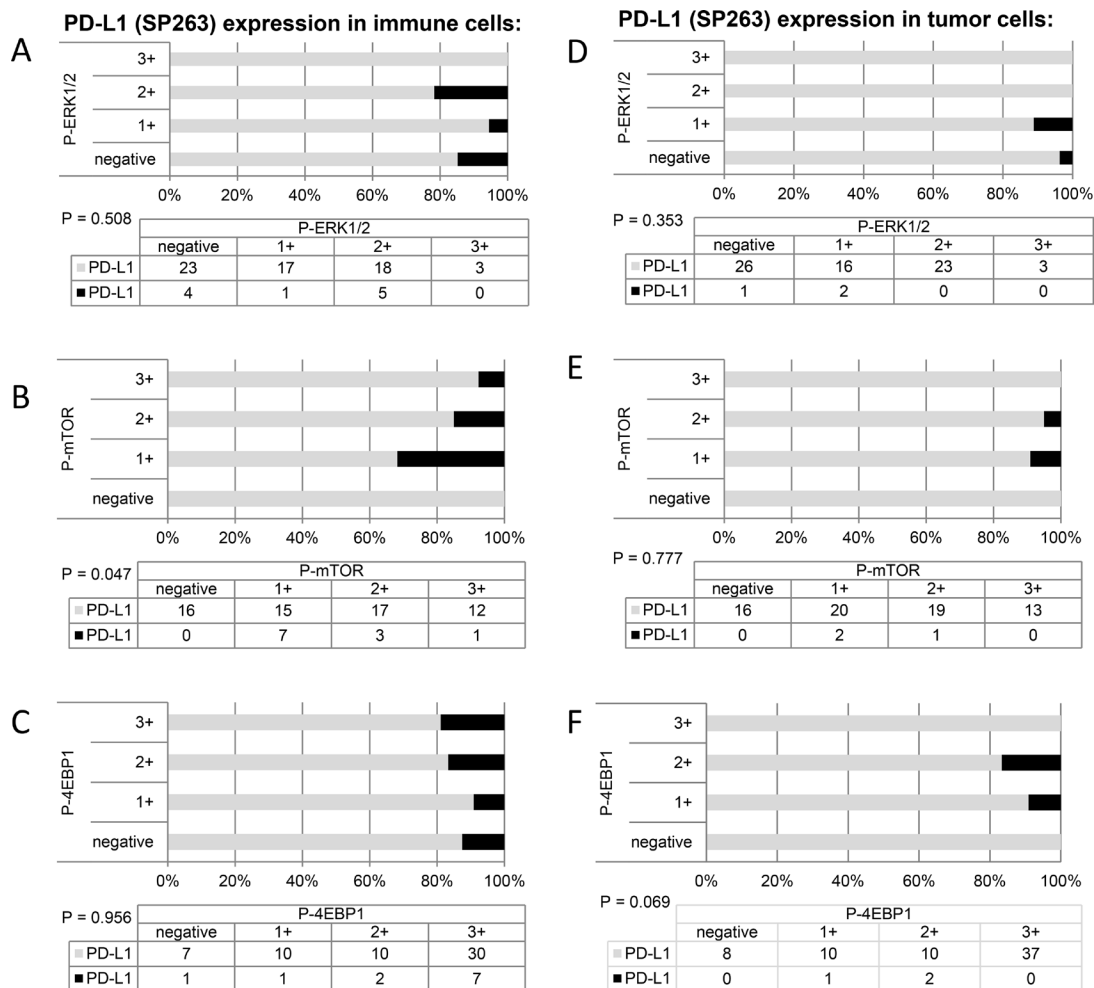 PD-L1 (SP263) expression in immune cells:
A
P-ERK1/2
3+
2+
1+
negative
0% 20% 40% 60% 80% 100%
P = 0.508
P-ERK1/2
negative 1+ 2+ 3+
PD-L1 23 17 18 3
PD-L1 4 1 5 0
B
P-mTOR
3+
2+
1+
negative
0% 20% 40% 60% 80% 100%
P = 0.047
P-mTOR
negative 1+ 2+ 3+
PD-L1 16 15 17 12
PD-L1 0 7 3 1
C
P-4EBP1
3+
2+
1+
negative
0% 20% 40% 60% 80% 100%
P = 0.956
P-4EBP1
negative 1+ 2+ 3+
PD-L1 7 10 10 30
PD-L1 1 1 2 7
PD-L1 (SP263) expression in tumor cells:
D
P-ERK1/2
3+
2+
1+
negative
0% 20% 40% 60% 80% 100%
P = 0.353
P-ERK1/2
negative 1+ 2+ 3+
PD-L1 26 16 23 3
PD-L1 1 2 0 0
E
P-mTOR
3+
2+
1+
negative
0% 20% 40% 60% 80% 100%
P = 0.777
P-mTOR
negative 1+ 2+ 3+
PD-L1 16 20 19 13
PD-L1 0 2 1 0
F
P-4EBP1
3+
2+
1+
negative
0% 20% 40% 60% 80% 100%
P = 0.069
P-4EBP1
negative 1+ 2+ 3+
PD-L1 8 10 10 37
PD-L1 0 1 2 0